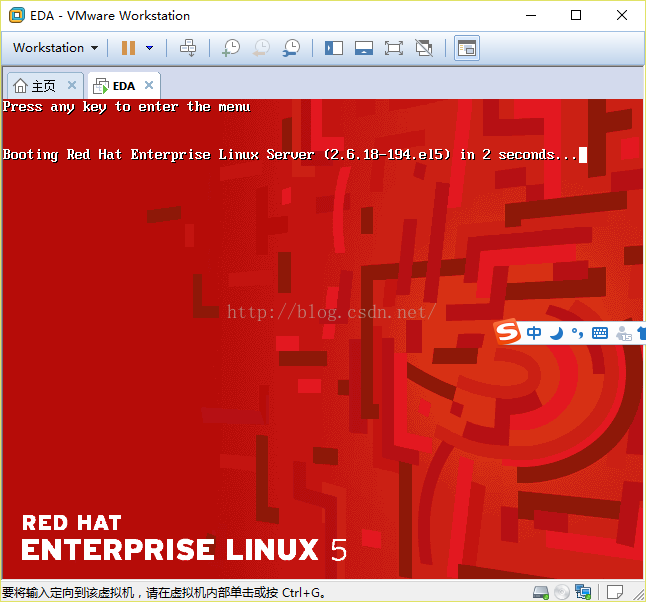 EDA - VMware Workstation
Workstation
主页 EDA
Press any key to enter the menu
Booting Red Hat Enterprise Linux Server (2.6.18-194.el5) in 2 seconds...
http://blog.csdn.net/
S 中
RED HAT
ENTERPRISE LINUX 5
要将输入定向到该虚拟机，请在虚拟机内部单击或按 Ctrl+G。